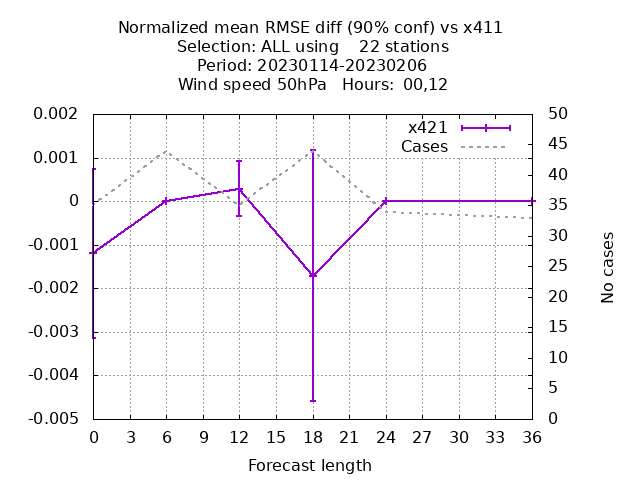 Normalized mean RMSE diff (90% conf) vs x411
Selection: ALL using    22 stations
Period: 20230114-20230206
Wind speed 50hPa   Hours:  00,12
0.002
0.001
0
-0.001
-0.002
-0.003
-0.004
-0.005
x421
Cases
50
45
40
35
30
25
20
15
10
5
0
No cases
0 3 6 9 12 15 18 21 24 27 30 33 36
Forecast length